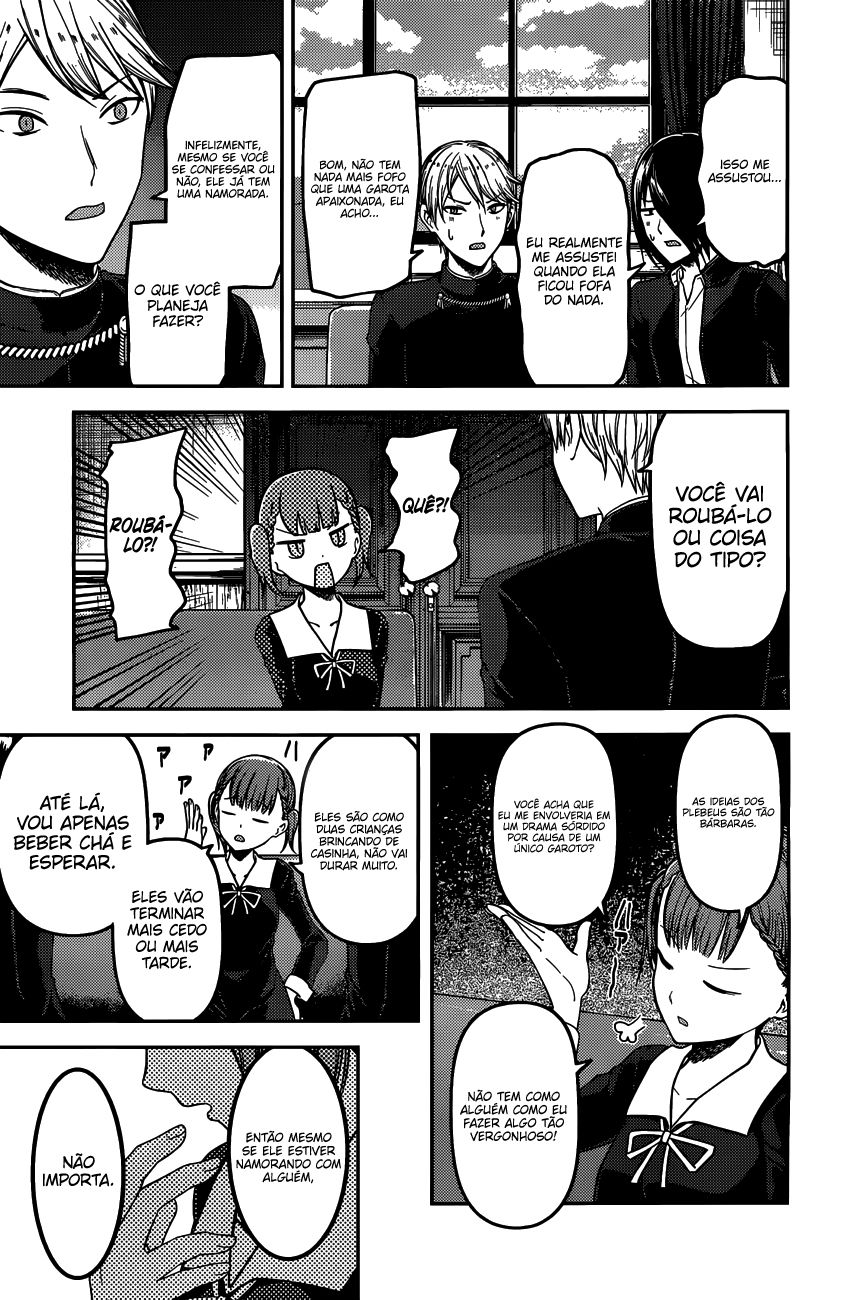 ISSO ME
ASSUSTOU...
EU REALMENTE
ME ASSUSTEI
QUANDO ELA
FICOU FOFA
DO NADA.
BOM, NÃO TEM
NADA MAIS FOFO
QUE UMA GAROTA
APAIXONADA, EU
ACHO...
INFELIZMENTE,
MESMO SE VOCÊ
SE CONFESSAR OU
NÃO, ELE JÁ TEM
UMA NAMORADA.
O QUE VOCÊ
PLANEJA
FAZER?
VOCÊ VAI
ROUBÁ-LO
OU COISA
DO TIPO?
QUÊ?!
ROUBÁ-
LO?!
AS IDEIAS DOS
PLEBEUS SÃO TÃO
BÁRBARAS.
VOCÊ ACHA QUE
EU ME ENVOLVERIA
EM UM DRAMA SÓRDIDO
POR CAUSA DE UM
ÚNICO GAROTO?
NÃO TEM COMO
ALGUÉM COMO EU
FAZER ALGO TÃO
VERGONHOSO!
ELES SÃO COMO
DUAS CRIANÇAS
BRINCANDO DE
CASINHA, NÃO VAI
DURAR MUITO.
ELES VÃO
TERMINAR
MAIS CEDO
OU MAIS
TARDE.
ATÉ LÁ,
VOU APENAS
BEBER CHÁ E
ESPERAR.
ENTÃO MESMO
SE ELE ESTIVER
NAMORANDO COM
ALGUÉM,
NÃO
IMPORTA.